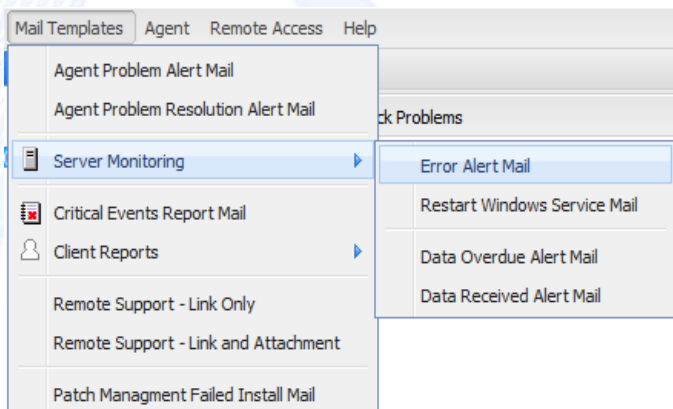 Mail Templates Agent Remote Access Help
Agent Problem Alert Mail
Agent Problem Resolution Alert Mail
ck Problems
Server Monitoring
Error Alert Mail
Restart Windows Service Mail
Critical Events Report Mail
Client Reports
Data Overdue Alert Mail
Data Received Alert Mail
Remote Support - Link Only
Remote Support - Link and Attachment
Patch Managment Failed Install Mail